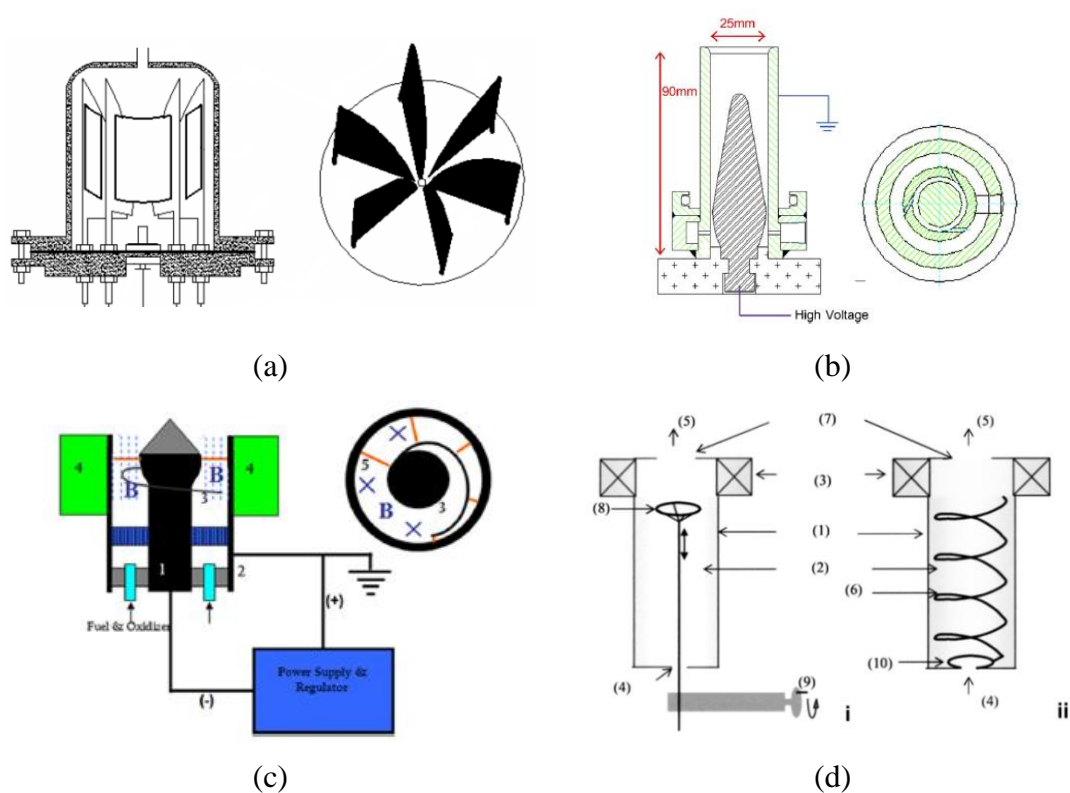 25mm
90mm
High Voltage
(a)
(b)
4
4
B
B
3
1
2
Fuel & Oxidizer
(+)
(-)
Power Supply &
Regulator
5
B
3
(c)
(5)
(7)
(5)
(3)
(8)
(1)
(2)
(6)
(10)
(4)
(9)
(4)
i
ii
(d)